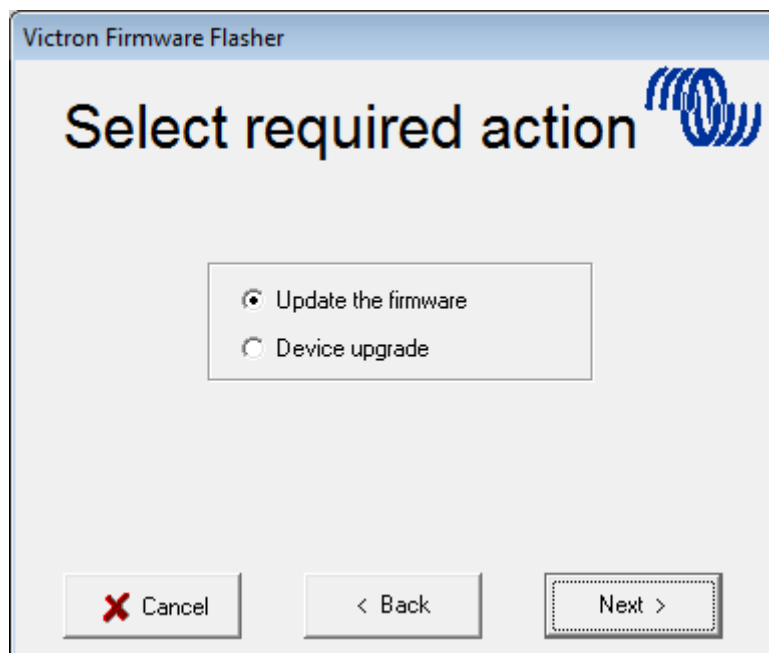 Victron Firmware Flasher
Select required action
Update the firmware
Device upgrade
Cancel
< Back
Next >